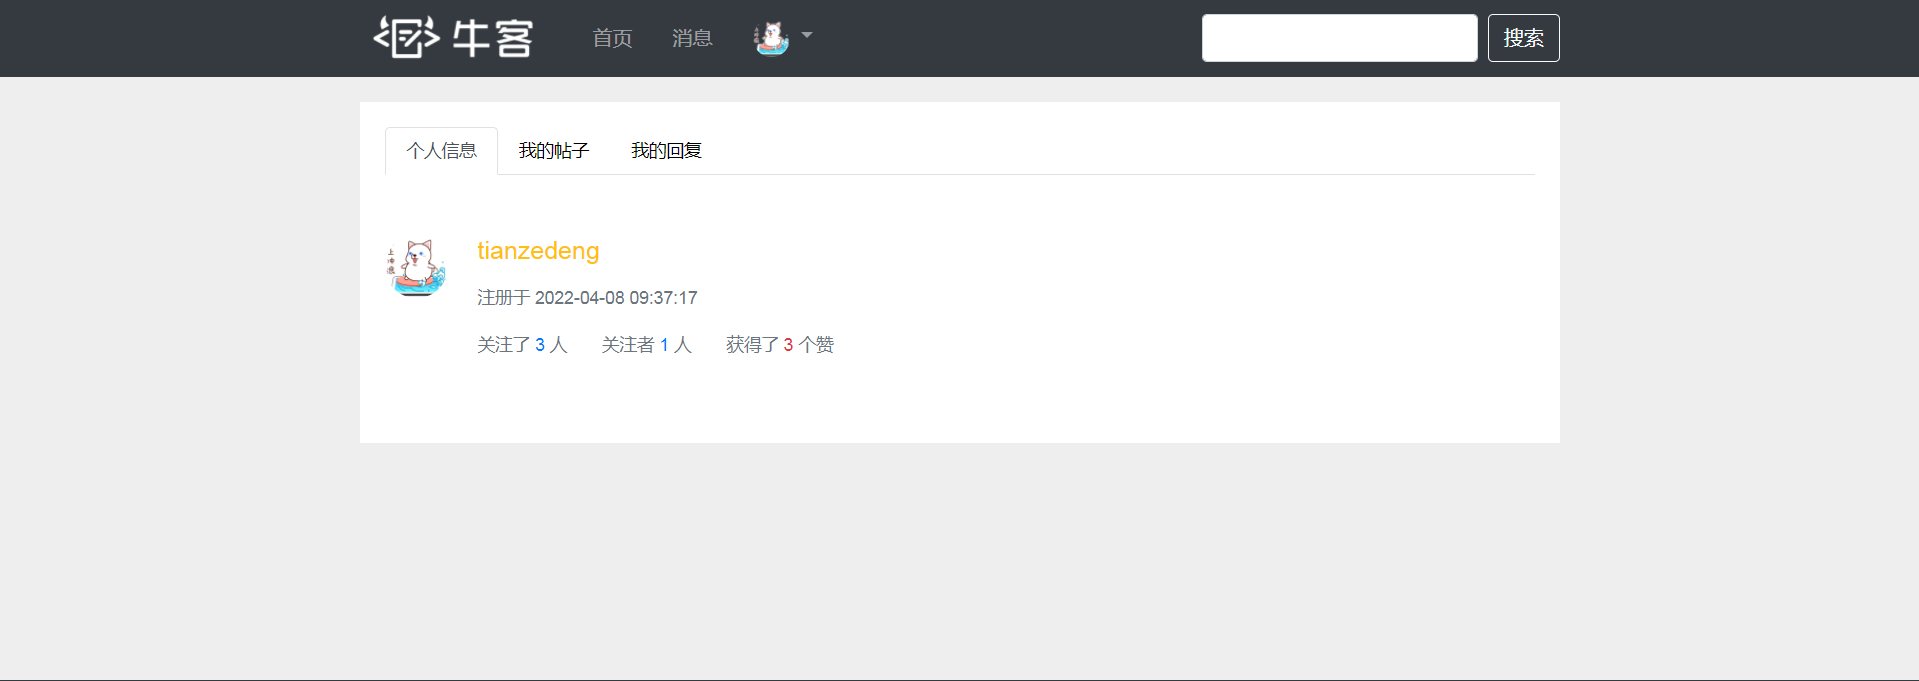 牛客 首页 消息 搜索
个人信息 我的帖子 我的回复
tianzedeng
注册于 2022-04-08 09:37:17
关注了 3 人 关注者 1 人 获得了 3 个赞